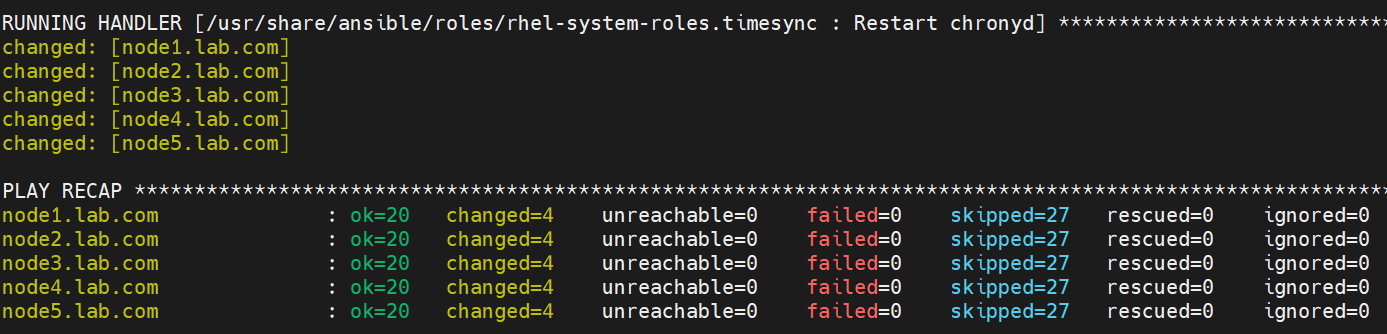 RUNNING HANDLER [/usr/share/ansible/roles/rhel-system-roles.timesync : Restart chronyd] ***************************
changed: [node1.lab.com]
changed: [node2.lab.com]
changed: [node3.lab.com]
changed: [node4.lab.com]
changed: [node5.lab.com]
PLAY RECAP ********************************************************************************************************
node1.lab.com : ok=20 changed=4 unreachable=0 failed=0 skipped=27 rescued=0 ignored=0
node2.lab.com : ok=20 changed=4 unreachable=0 failed=0 skipped=27 rescued=0 ignored=0
node3.lab.com : ok=20 changed=4 unreachable=0 failed=0 skipped=27 rescued=0 ignored=0
node4.lab.com : ok=20 changed=4 unreachable=0 failed=0 skipped=27 rescued=0 ignored=0
node5.lab.com : ok=20 changed=4 unreachable=0 failed=0 skipped=27 rescued=0 ignored=0